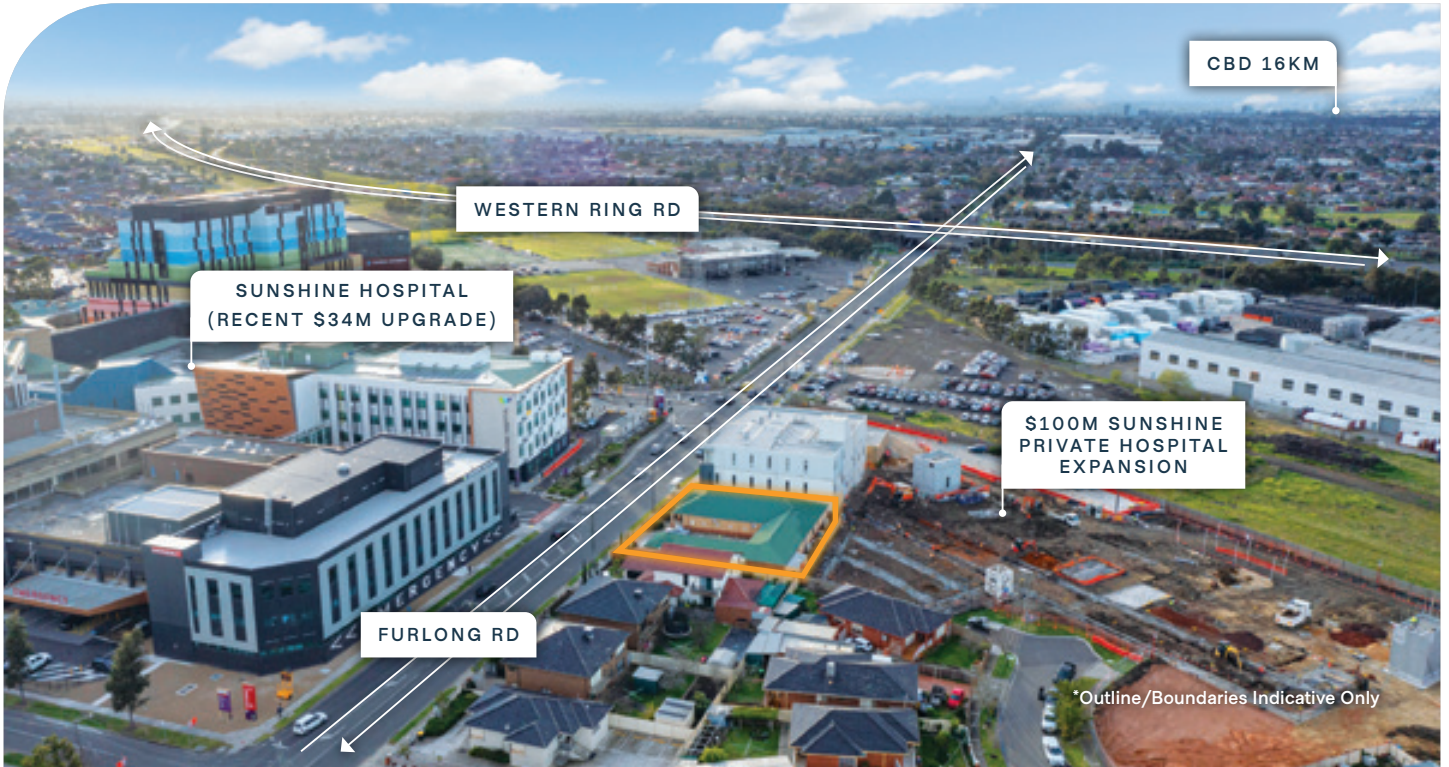 CBD 16KM
WESTERN RING RD
SUNSHINE HOSPITAL
(RECENT $34M UPGRADE)
$100M SUNSHINE
PRIVATE HOSPITAL
EXPANSION
EMERGENCY
<< EMERGENCY <<
FURLONG RD
*Outline/Boundaries Indicative Only